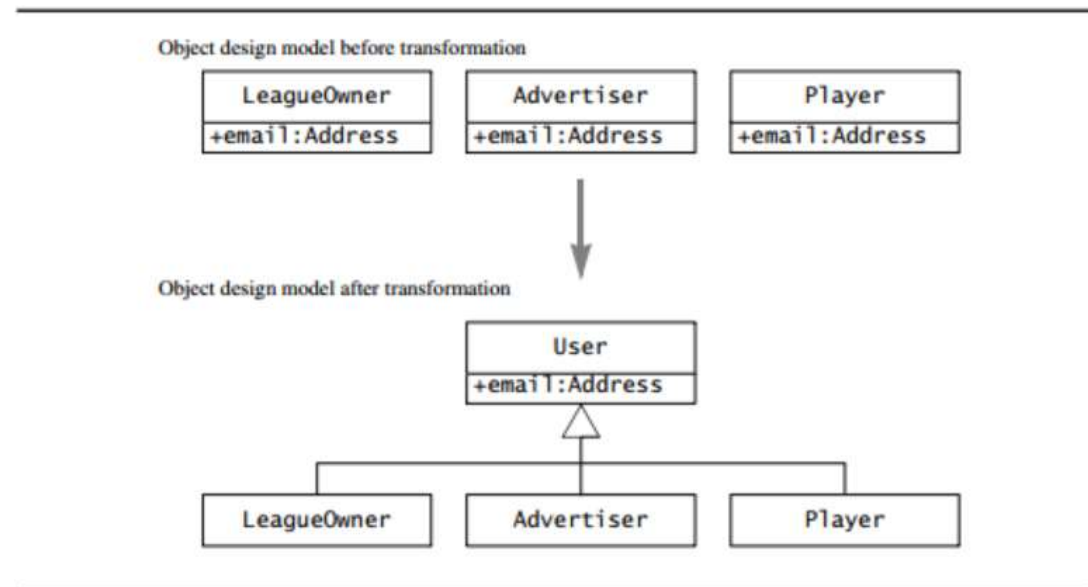 Object design model before transformation
LeagueOwner Advertiser Player
+email:Address +email:Address +email:Address
Object design model after transformation
User
+email:Address
LeagueOwner Advertiser Player